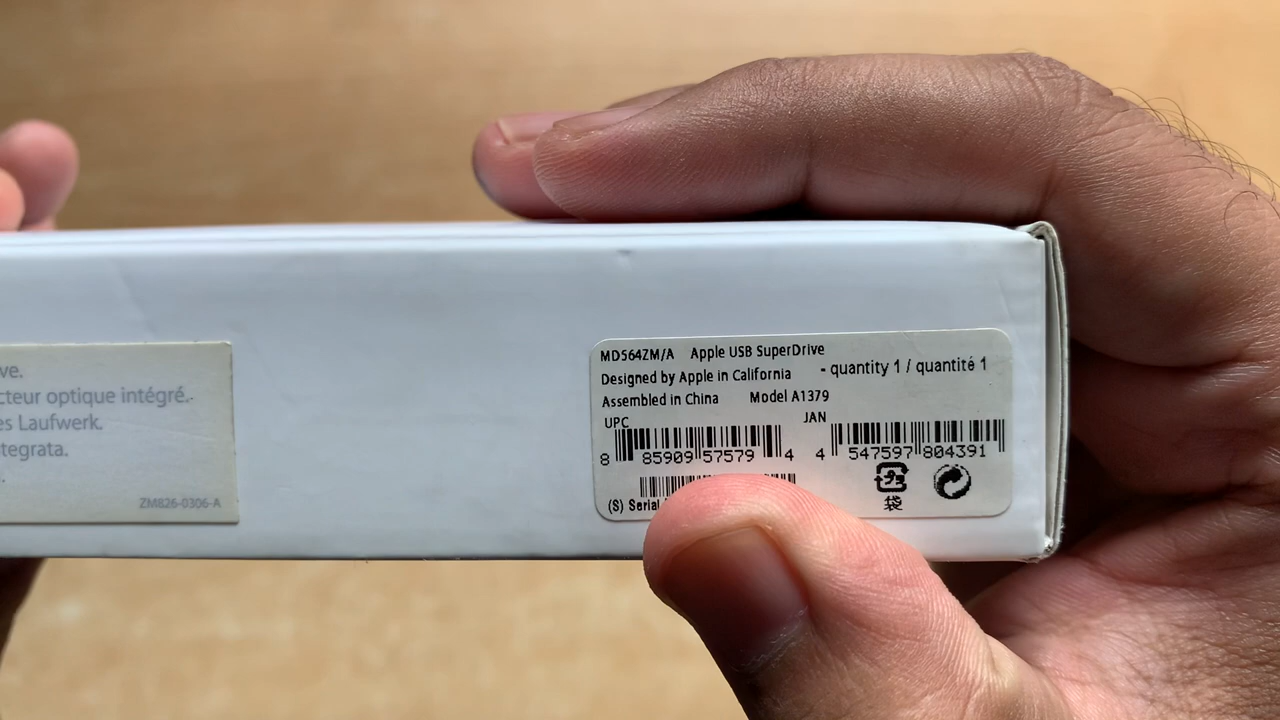 ve.
cteur optique intégré.
es Laufwerk.
tegrata.
ZM826-0306-A
MD564ZM/A Apple USB SuperDrive
Designed by Apple in California - quantity 1 / quantité 1
Assembled in China Model A1379
UPC JAN
8 85909 57579 4 4 547597 804391
プラ
袋
(S) Serial